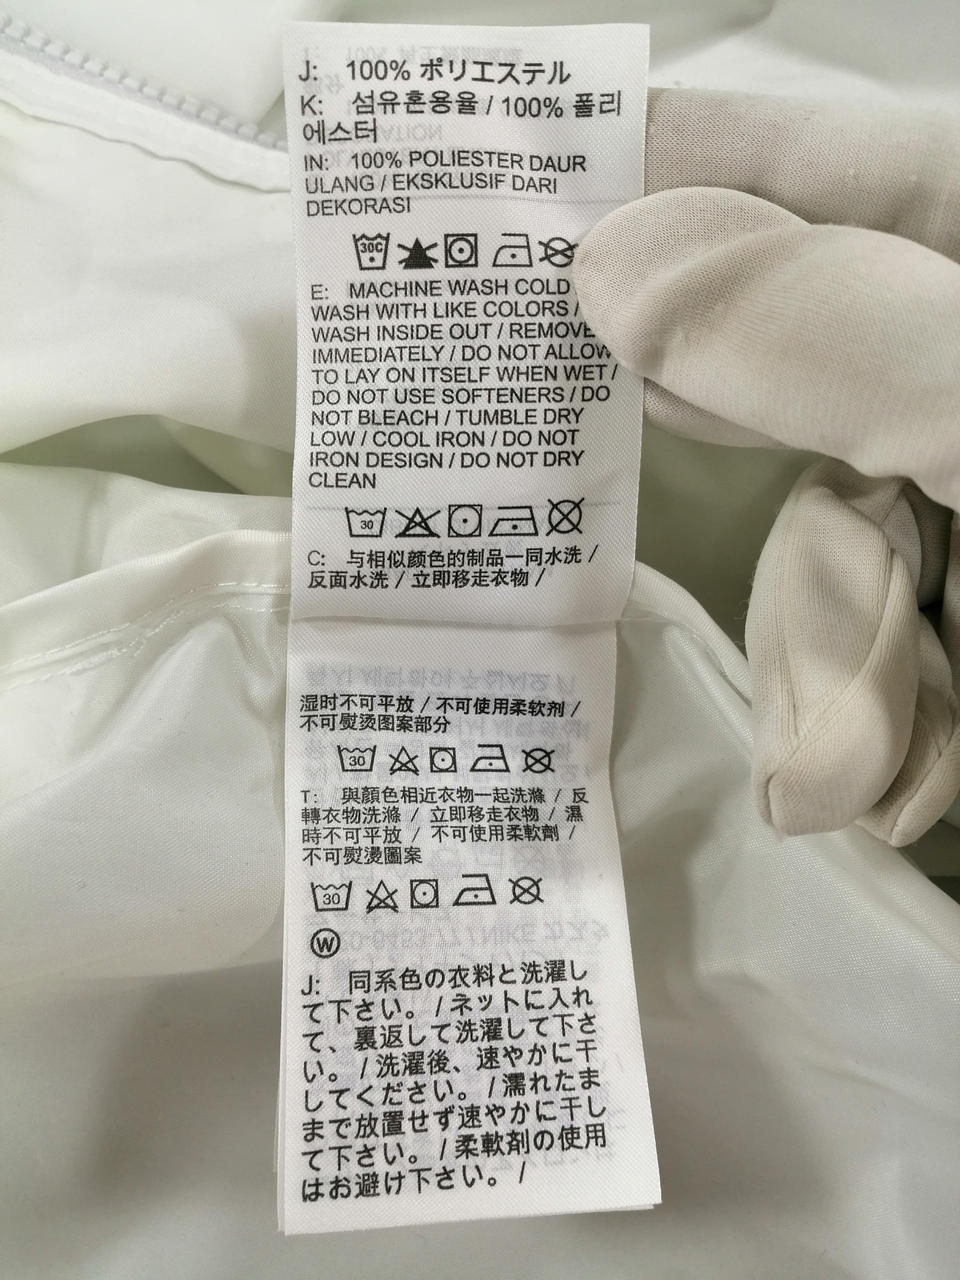 J: 100% ポリエステル
K: 섬유혼용율 / 100% 폴리
에스터
IN: 100% POLIESTER DAUR
ULANG / EKSKLUSIF DARI
DEKORASI
30C
E: MACHINE WASH COLD
WASH WITH LIKE COLORS /
WASH INSIDE OUT / REMOVE
IMMEDIATELY / DO NOT ALLOW
TO LAY ON ITSELF WHEN WET /
DO NOT USE SOFTENERS / DO
NOT BLEACH / TUMBLE DRY
LOW / COOL IRON / DO NOT
IRON DESIGN / DO NOT DRY
CLEAN
30
C: 与相似颜色的制品一同水洗 /
反面水洗 / 立即移走衣物 /
湿时不可平放 / 不可使用柔软剂 /
不可熨烫图案部分
30
T: 與顏色相近衣物一起洗滌 / 反
轉衣物洗滌 / 立即移走衣物 / 濕
時不可平放 / 不可使用柔軟劑 /
不可熨燙圖案
30
W
J: 同系色の衣料と洗濯し
て下さい。 / ネットに入れ
て、裏返して洗濯して下さ
い。 / 洗濯後、速やかに干
してください。 / 濡れたま
まで放置せず速やかに干し
て下さい。 / 柔軟剤の使用
はお避け下さい。 /